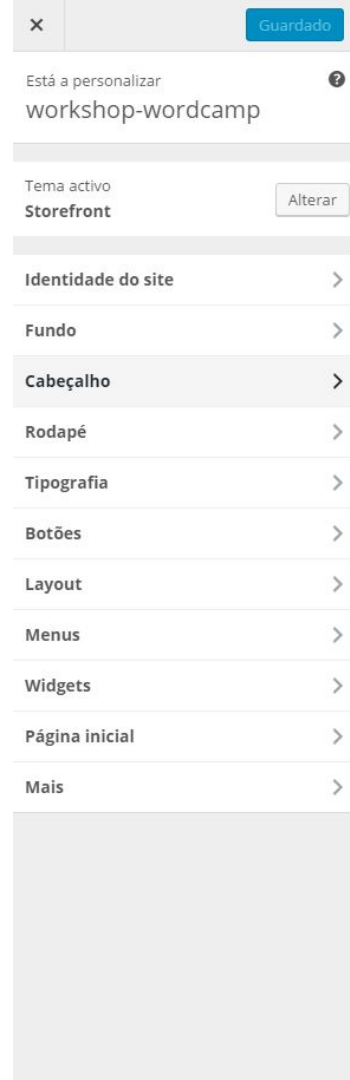 Guardado
Está a personalizar
workshop-wordcamp
Tema activo
Storefront
Alterar
Identidade do site
Fundo
Cabeçalho
Rodapé
Tipografia
Botões
Layout
Menus
Widgets
Página inicial
Mais